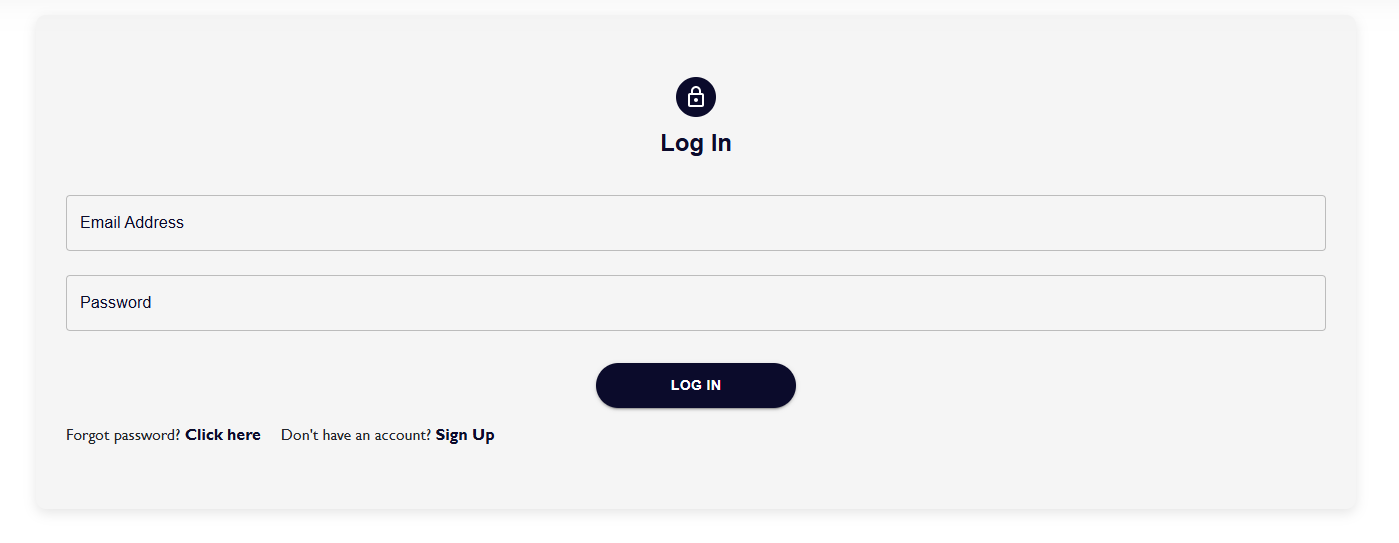 Log In
Email Address
Password
LOG IN
Forgot password? Click here Don't have an account? Sign Up